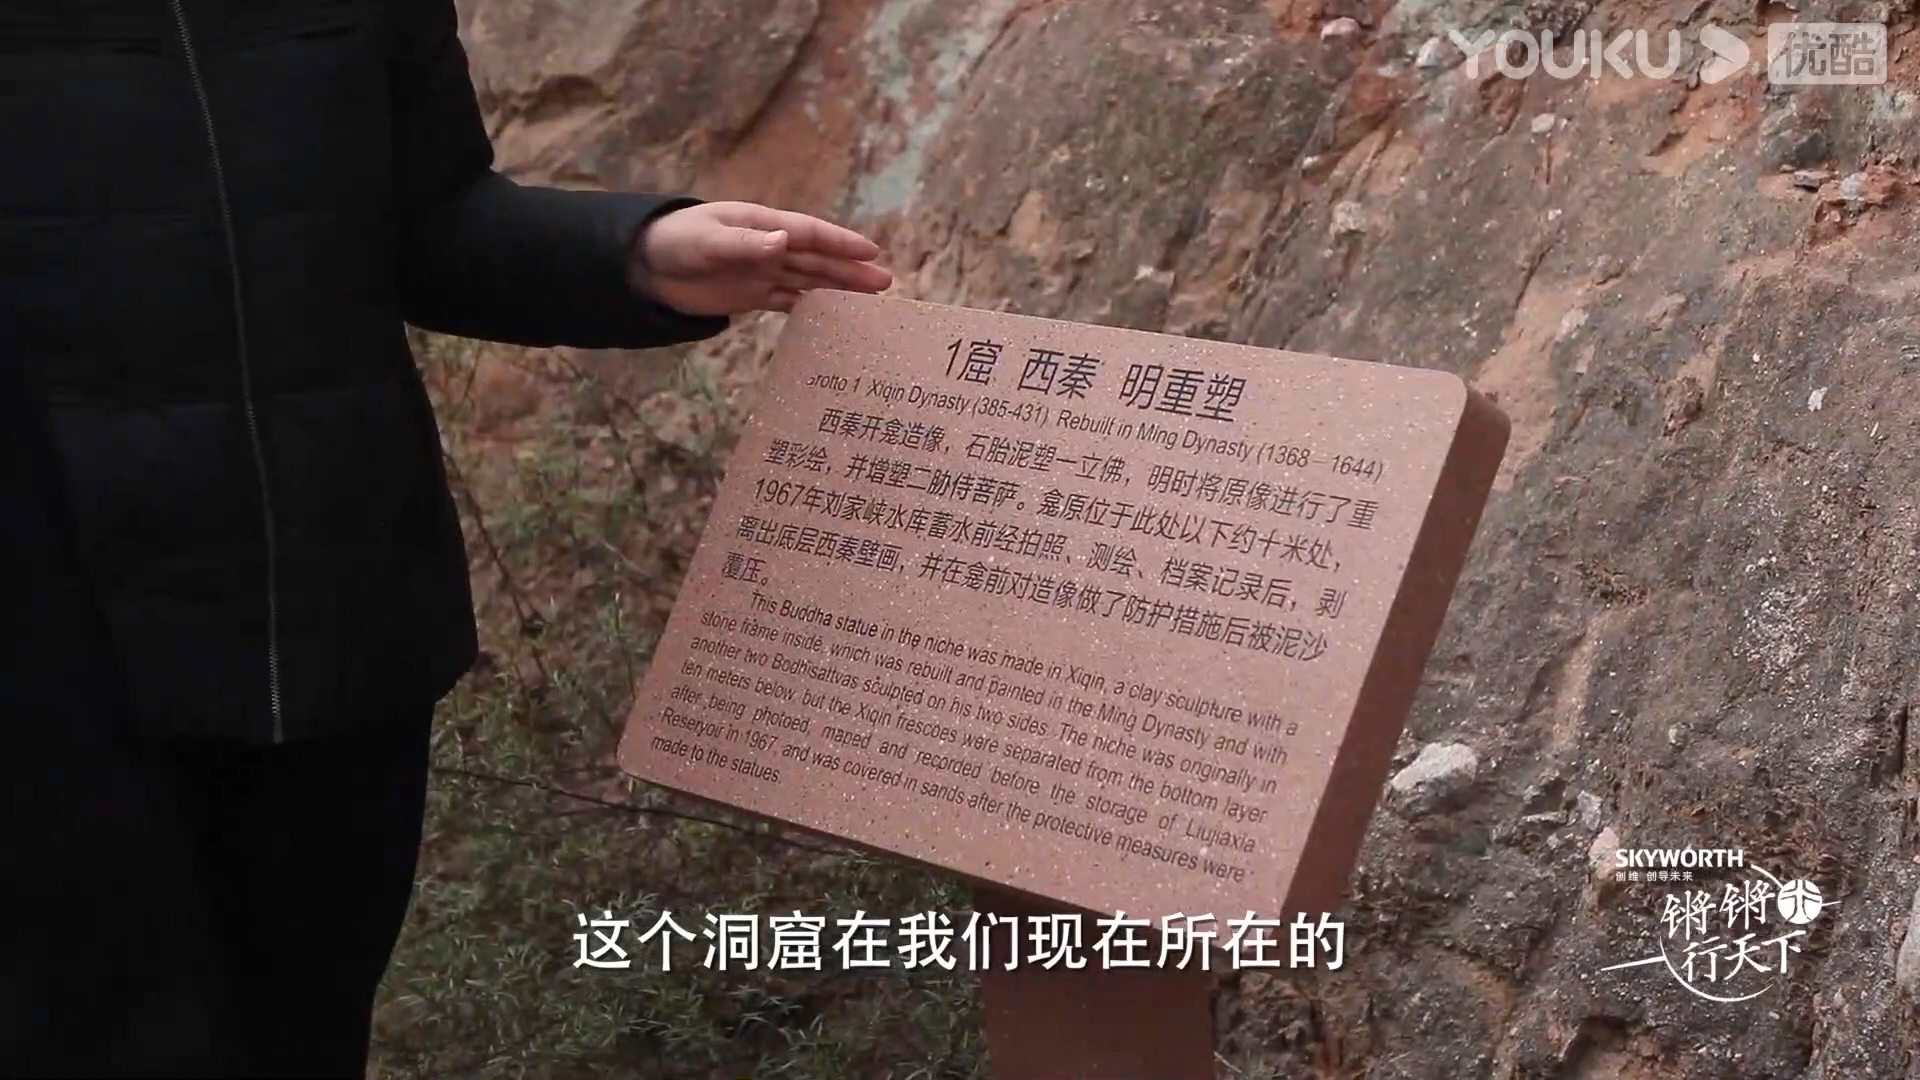 YOUKU 优酷
1窟 西秦 明重塑
Grotto 1 Xiqin Dynasty (385-431) Rebuilt in Ming Dynasty (1368—1644)
西秦开龛造像，石胎泥塑一立佛，明时将原像进行了重
塑彩绘，并增塑二胁侍菩萨。龛原位于此处以下约十米处，
1967年刘家峡水库蓄水前经拍照、测绘、档案记录后，剥
离出底层西秦壁画，并在龛前对造像做了防护措施后被泥沙
覆压。
This Buddha statue in the niche was made in Xiqin, a clay sculpture with a
stone frame inside, which was rebuilt and painted in the Ming Dynasty and with
another two Bodhisattvas sculpted on his two sides. The niche was originally in
ten meters below, but the Xiqin frescoes were separated from the bottom layer
after being photoed, maped and recorded before the storage of Liujiaxia
Reservour in 1967, and was covered in sands after the protective measures were
made to the statues.
SKYWORTH
创维 创导未来
锵锵
行天下
这个洞窟在我们现在所在的